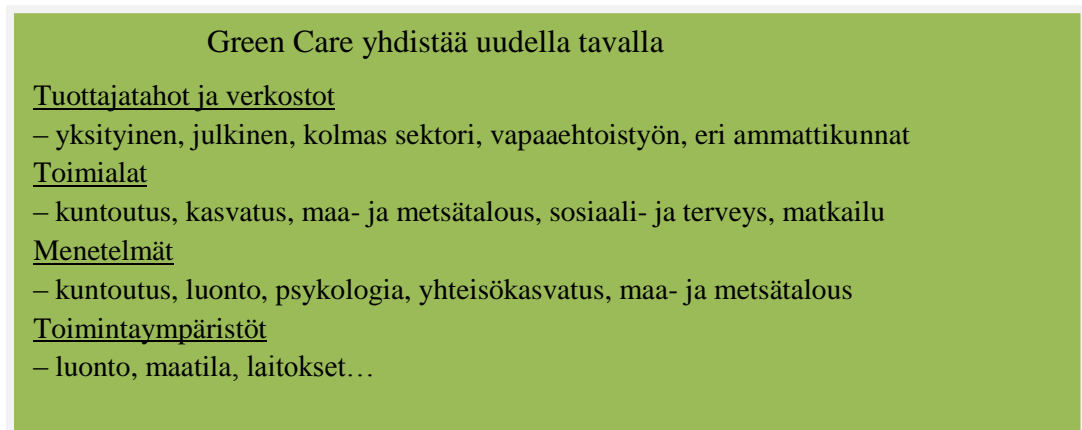 Green Care yhdistää uudella tavalla
Tuottajatahot ja verkostot
– yksityinen, julkinen, kolmas sektori, vapaaehtoistyön, eri ammattikunnat
Toimialat
– kuntoutus, kasvatus, maa- ja metsätalous, sosiaali- ja terveys, matkailu
Menetelmät
– kuntoutus, luonto, psykologia, yhteisökasvatus, maa- ja metsätalous
Toimintaympäristöt
– luonto, maatila, laitokset…